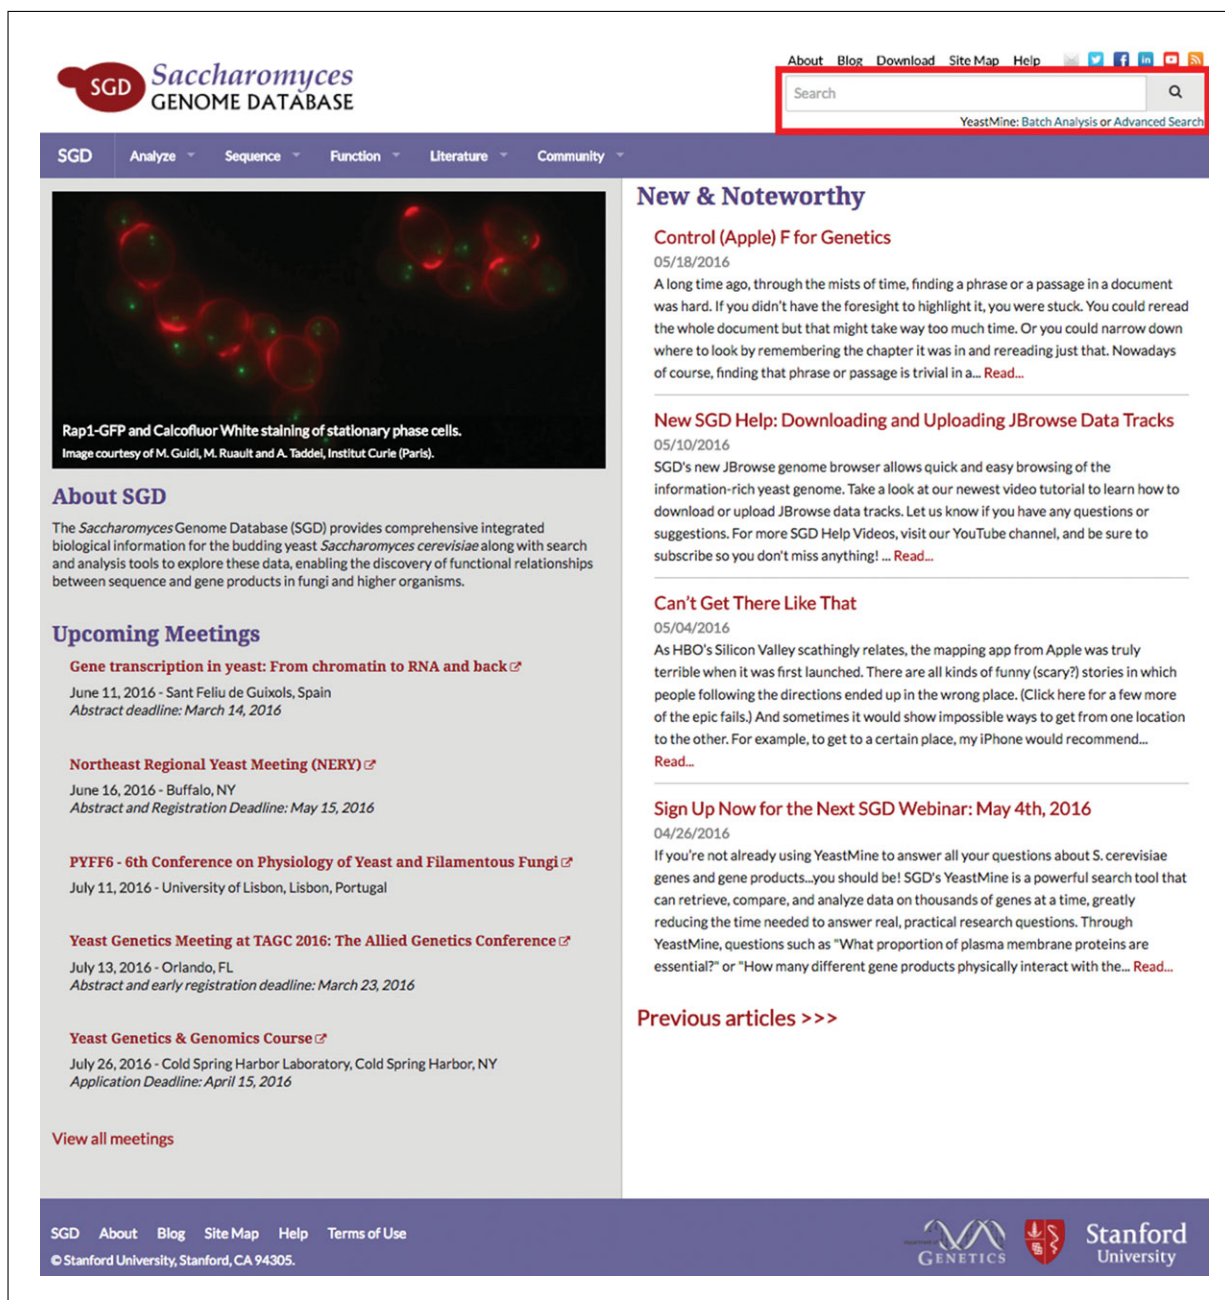 SGD
Saccharomyces
GENOME DATABASE
About Blog Download Site Map Help
Search
YeastMine: Batch Analysis or Advanced Search
SGD Analyze Sequence Function Literature Community
Rap1-GFP and Calcofluor White staining of stationary phase cells.
Image courtesy of M. Guidi, M. Ruault and A. Taddei, Institut Curie (Paris).
About SGD
The Saccharomyces Genome Database (SGD) provides comprehensive integrated
biological information for the budding yeast Saccharomyces cerevisiae along with search
and analysis tools to explore these data, enabling the discovery of functional relationships
between sequence and gene products in fungi and higher organisms.
Upcoming Meetings
Gene transcription in yeast: From chromatin to RNA and back
June 11, 2016 - Sant Feliu de Guixols, Spain
Abstract deadline: March 14, 2016
Northeast Regional Yeast Meeting (NERY)
June 16, 2016 - Buffalo, NY
Abstract and Registration Deadline: May 15, 2016
PYFF6 - 6th Conference on Physiology of Yeast and Filamentous Fungi
July 11, 2016 - University of Lisbon, Lisbon, Portugal
Yeast Genetics Meeting at TAGC 2016: The Allied Genetics Conference
July 13, 2016 - Orlando, FL
Abstract and early registration deadline: March 23, 2016
Yeast Genetics & Genomics Course
July 26, 2016 - Cold Spring Harbor Laboratory, Cold Spring Harbor, NY
Application Deadline: April 15, 2016
View all meetings
New & Noteworthy
Control (Apple) F for Genetics
05/18/2016
A long time ago, through the mists of time, finding a phrase or a passage in a document
was hard. If you didn't have the foresight to highlight it, you were stuck. You could reread
the whole document but that might take way too much time. Or you could narrow down
where to look by remembering the chapter it was in and rereading just that. Nowadays
of course, finding that phrase or passage is trivial in a... Read...
New SGD Help: Downloading and Uploading JBrowse Data Tracks
05/10/2016
SGD's new JBrowse genome browser allows quick and easy browsing of the
information-rich yeast genome. Take a look at our newest video tutorial to learn how to
download or upload JBrowse data tracks. Let us know if you have any questions or
suggestions. For more SGD Help Videos, visit our YouTube channel, and be sure to
subscribe so you don't miss anything! ... Read...
Can't Get There Like That
05/04/2016
As HBO's Silicon Valley scathingly relates, the mapping app from Apple was truly
terrible when it was first launched. There are all kinds of funny (scary?) stories in which
people following the directions ended up in the wrong place. (Click here for a few more
of the epic fails.) And sometimes it would show impossible ways to get from one location
to the other. For example, to get to a certain place, my iPhone would recommend...
Read...
Sign Up Now for the Next SGD Webinar: May 4th, 2016
04/26/2016
If you're not already using YeastMine to answer all your questions about S. cerevisiae
genes and gene products...you should be! SGD's YeastMine is a powerful search tool that
can retrieve, compare, and analyze data on thousands of genes at a time, greatly
reducing the time needed to answer real, practical research questions. Through
YeastMine, questions such as "What proportion of plasma membrane proteins are
essential?" or "How many different gene products physically interact with the... Read...
Previous articles >>>
SGD About Blog Site Map Help Terms of Use
© Stanford University, Stanford, CA 94305.
GENETICS
Stanford
University